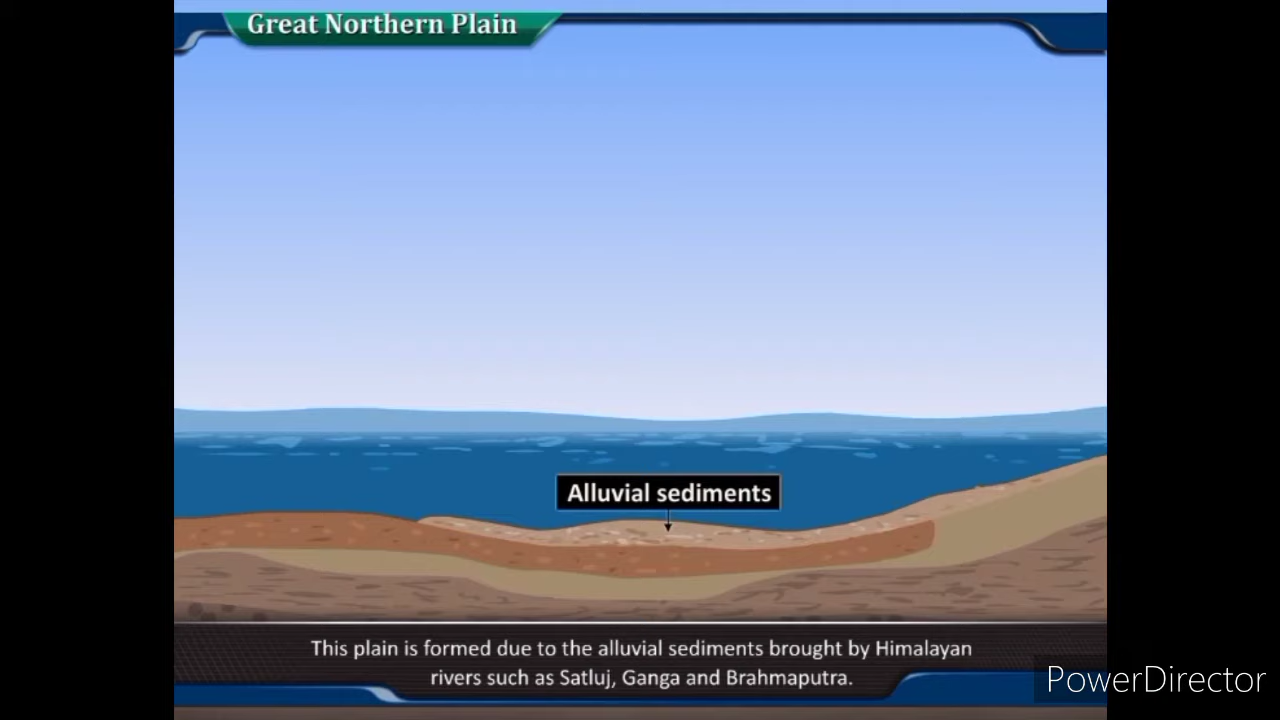 Great Northern Plain
Alluvial sediments
This plain is formed due to the alluvial sediments brought by Himalayan
rivers such as Satluj, Ganga and Brahmaputra.
PowerDirector